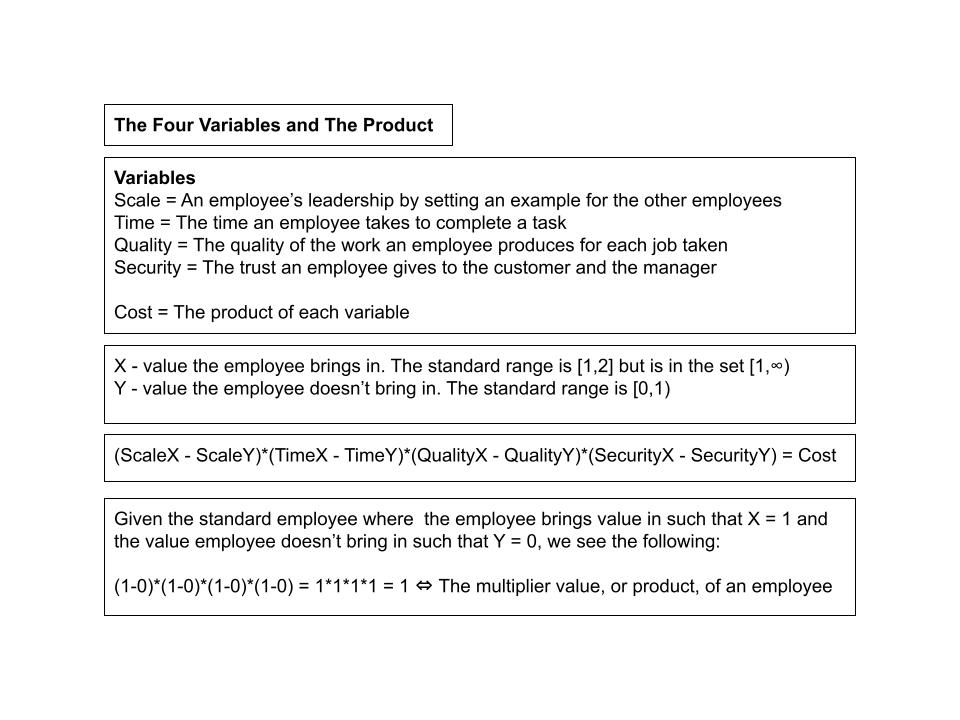 The Four Variables and The Product
Variables
Scale = An employee’s leadership by setting an example for the other employees
Time = The time an employee takes to complete a task
Quality = The quality of the work an employee produces for each job taken
Security = The trust an employee gives to the customer and the manager
Cost = The product of each variable
X - value the employee brings in. The standard range is [1,2] but is in the set [1,∞)
Y - value the employee doesn’t bring in. The standard range is [0,1)
(ScaleX - ScaleY)*(TimeX - TimeY)*(QualityX - QualityY)*(SecurityX - SecurityY) = Cost
Given the standard employee where  the employee brings value in such that X = 1 and
the value employee doesn’t bring in such that Y = 0, we see the following:
(1-0)*(1-0)*(1-0)*(1-0) = 1*1*1*1 = 1 ⇔ The multiplier value, or product, of an employee